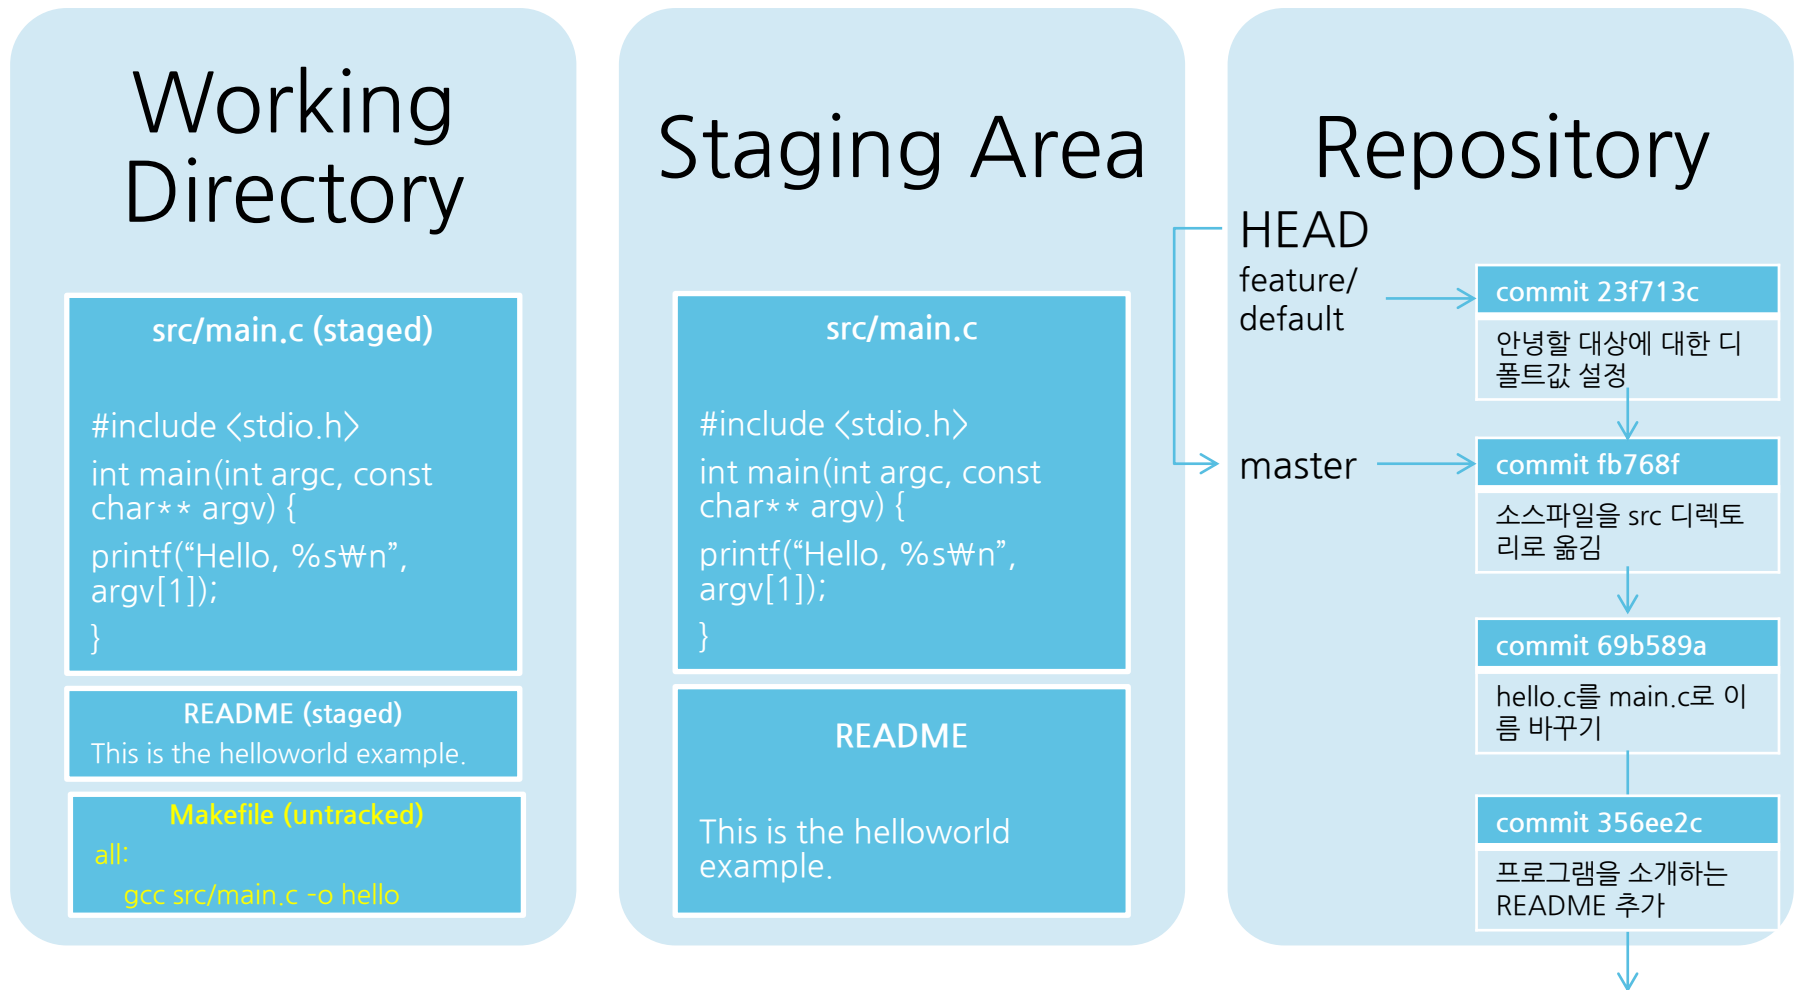 Working
Directory
src/main.c (staged)
#include <stdio.h>
int main(int argc, const
char** argv) {
printf(“Hello, %s₩n”,
argv[1]);
}
README (staged)
This is the helloworld example.
Makefile (untracked)
all:
gcc src/main.c -o hello
Staging Area
src/main.c
#include <stdio.h>
int main(int argc, const
char** argv) {
printf(“Hello, %s₩n”,
argv[1]);
}
README
This is the helloworld
example.
Repository
HEAD
feature/
default
master
commit 23f713c
안녕할 대상에 대한 디
폴트값 설정
commit fb768f
소스파일을 src 디렉토
리로 옮김
commit 69b589a
hello.c를 main.c로 이
름 바꾸기
commit 356ee2c
프로그램을 소개하는
README 추가